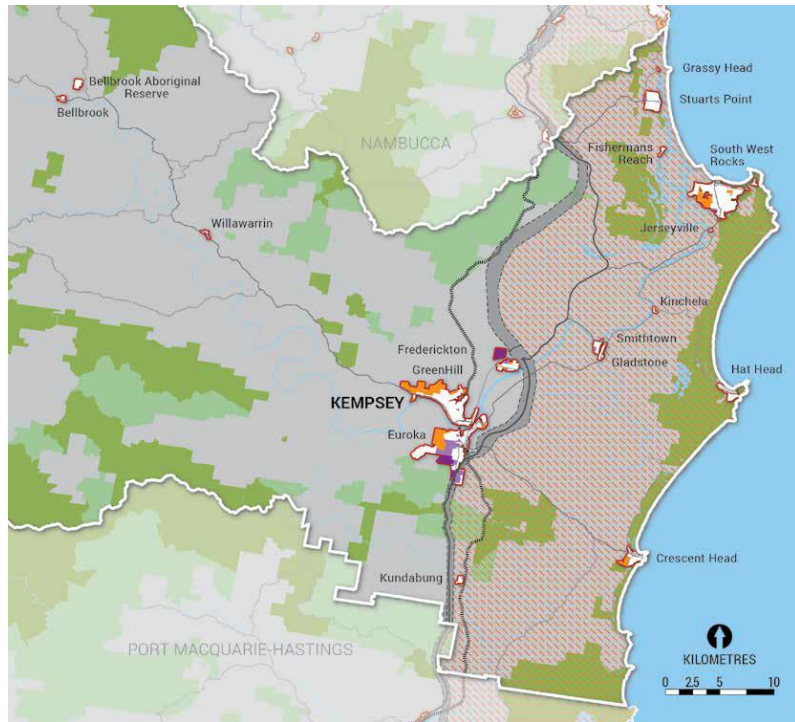 Grassy Head
Bellbrook Aboriginal
Reserve
Stuarts Point
Bellbrook
NAMBUCCA
Fishermans
Reach
South West
Rocks
Willawarrin
Jerseyville
Kinchela
Smithtown
Frederickton
Gladstone
GreenHill
Hat Head
KEMPSEY
Euroka
Crescent Head
Kundabung
PORT MACQUARIE-HASTINGS
KILOMETRES
0 2.5 5 10